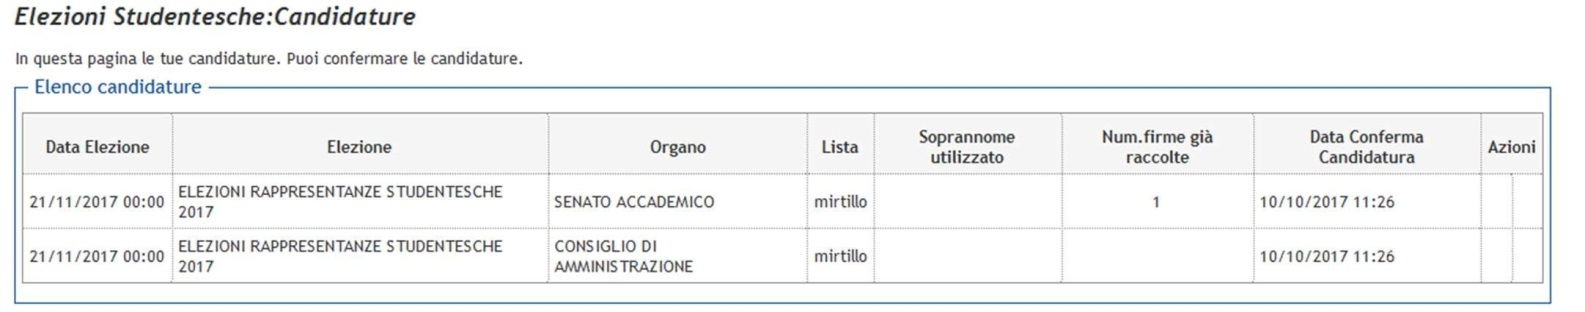 Elezioni Studentesche:Candidature
In questa pagina le tue candidature. Puoi confermare le candidature.
Elenco candidature
Data Elezione Elezione Organo Lista Soprannome utilizzato Num.firme già raccolte Data Conferma Candidatura Azioni
21/11/2017 00:00 ELEZIONI RAPPRESENTANZE STUDENTESCHE 2017 SENATO ACCADEMICO mirtillo 1 10/10/2017 11:26
21/11/2017 00:00 ELEZIONI RAPPRESENTANZE STUDENTESCHE 2017 CONSIGLIO DI AMMINISTRAZIONE mirtillo 10/10/2017 11:26